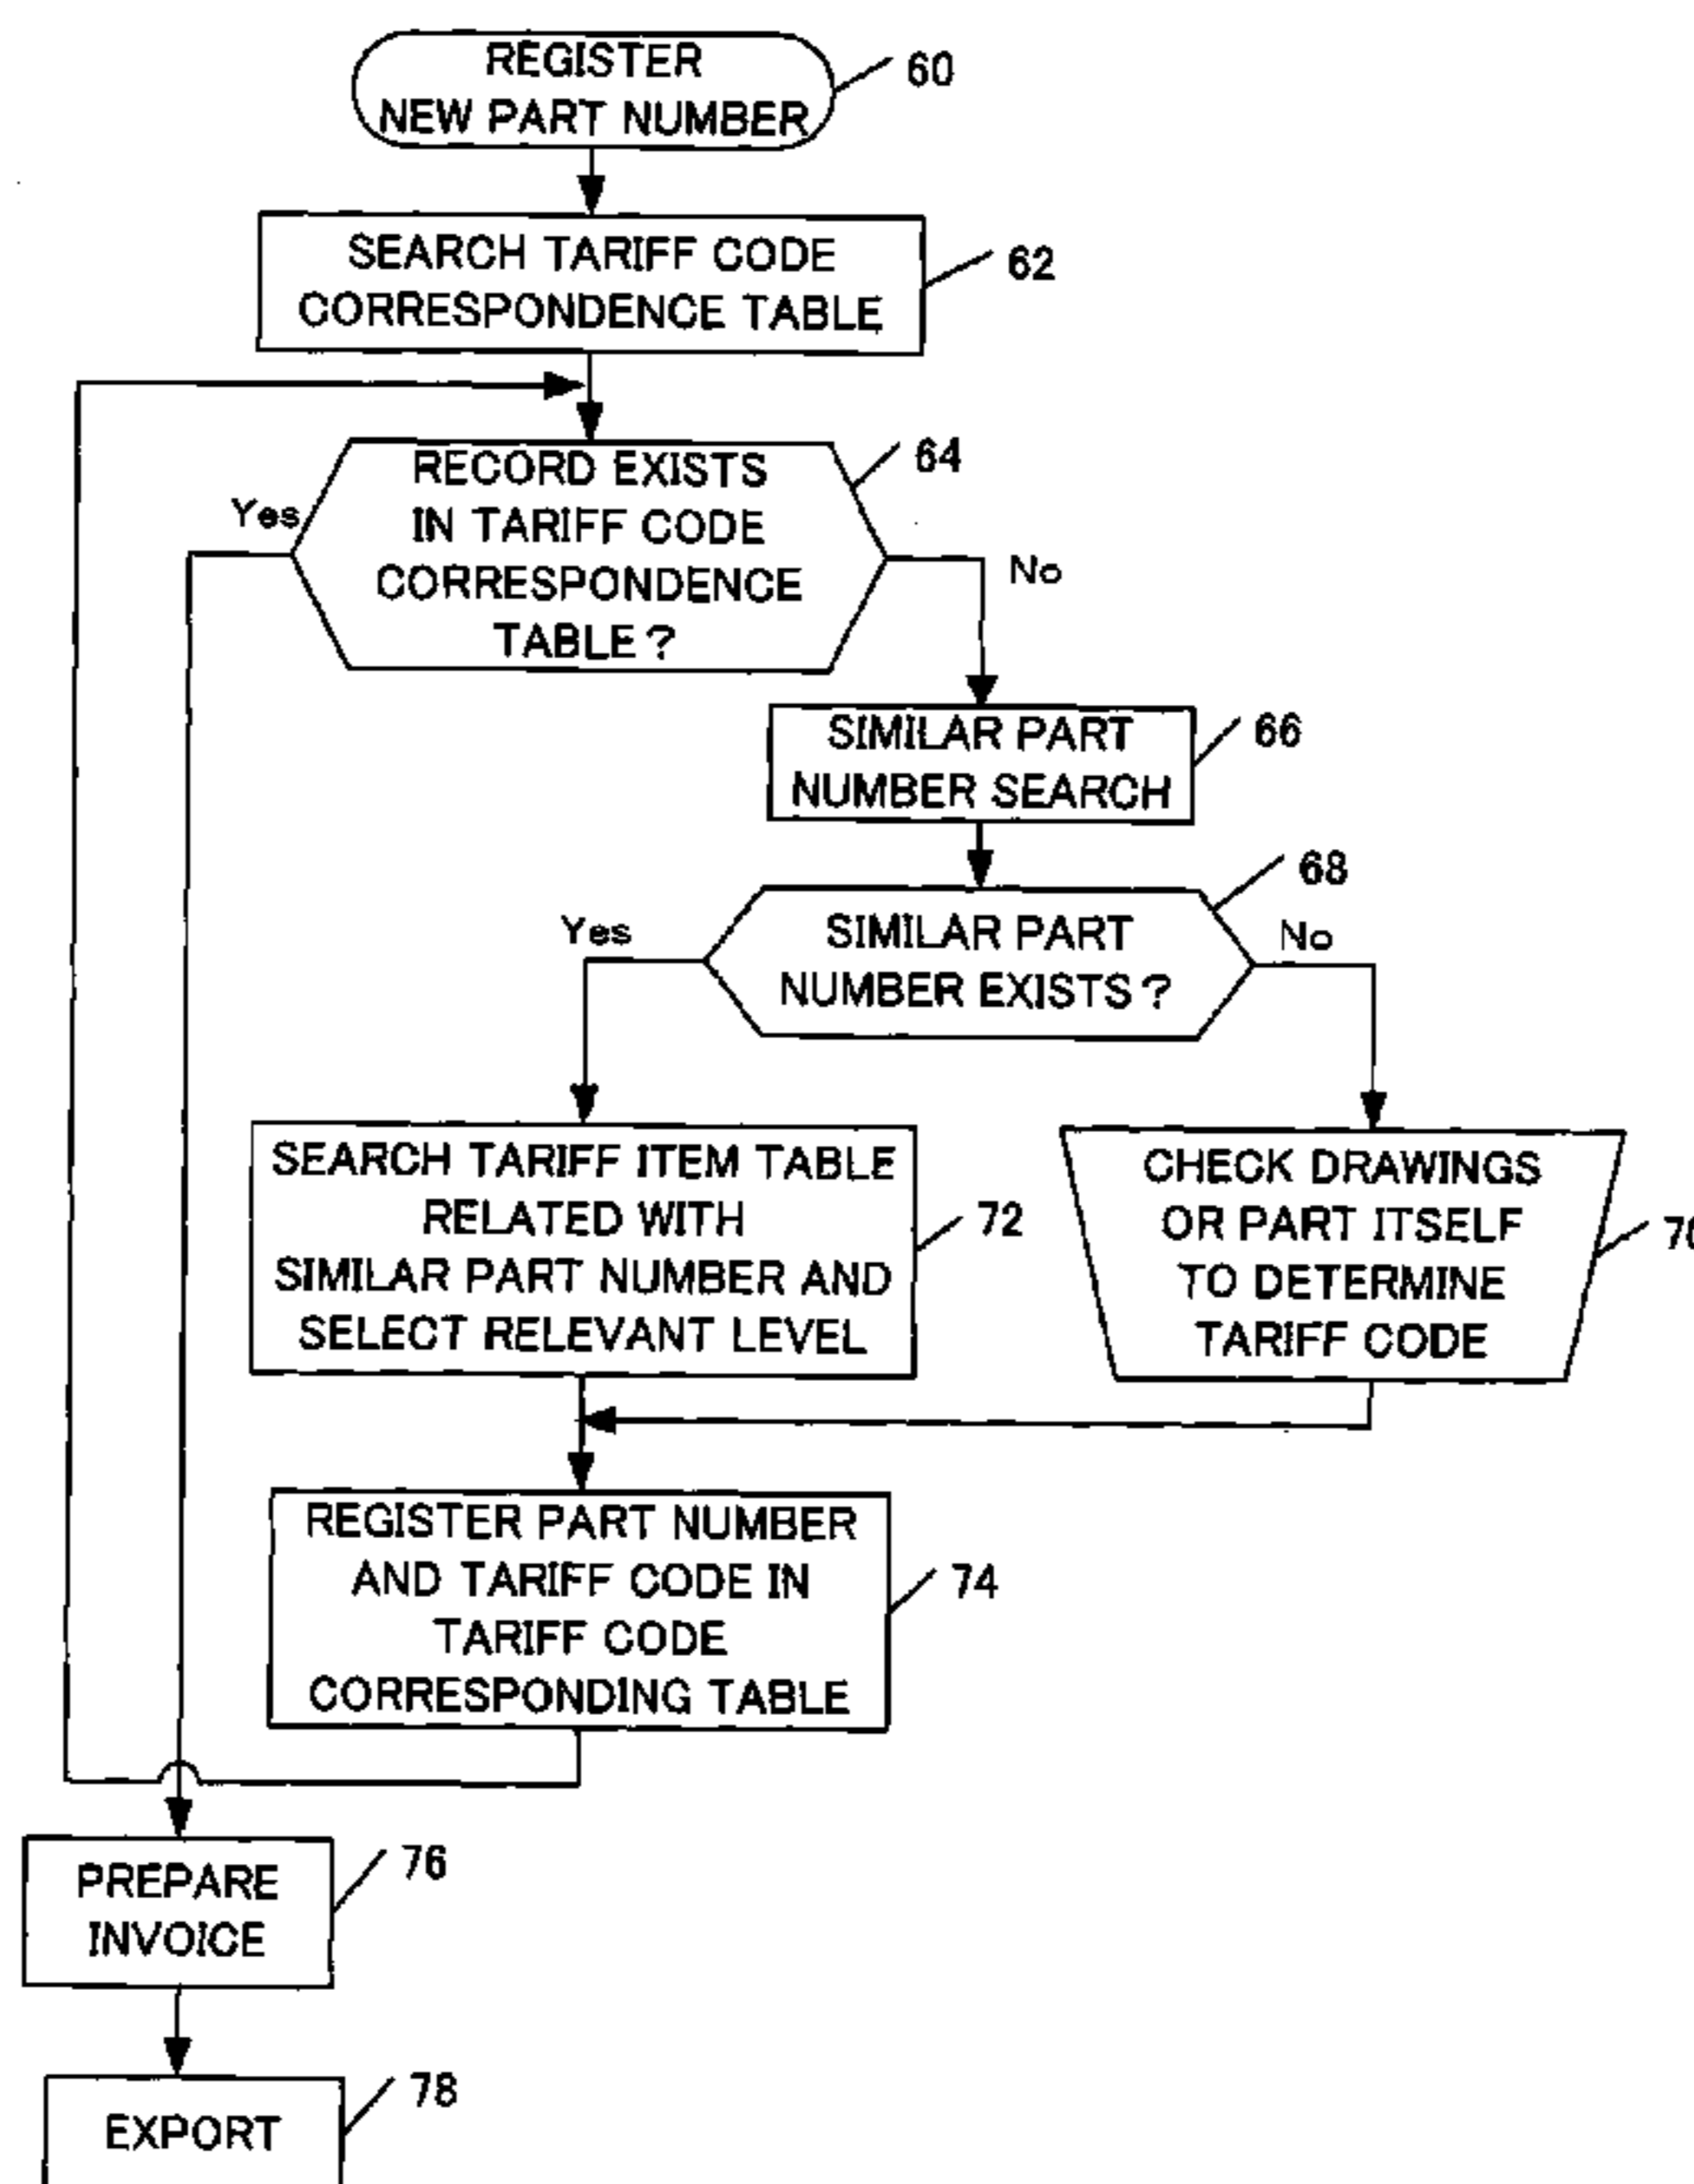 REGISTER
NEW PART NUMBER
60
SEARCH TARIFF CODE
CORRESPONDENCE TABLE
62
RECORD EXISTS
IN TARIFF CODE
CORRESPONDENCE
TABLE?
64
Yes
No
SIMILAR PART
NUMBER SEARCH
66
SIMILAR PART
NUMBER EXISTS?
68
Yes
No
SEARCH TARIFF ITEM TABLE
RELATED WITH
SIMILAR PART NUMBER AND
SELECT RELEVANT LEVEL
72
CHECK DRAWINGS
OR PART ITSELF
TO DETERMINE
TARIFF CODE
70
REGISTER PART NUMBER
AND TARIFF CODE IN
TARIFF CODE
CORRESPONDING TABLE
74
PREPARE
INVOICE
76
EXPORT
78